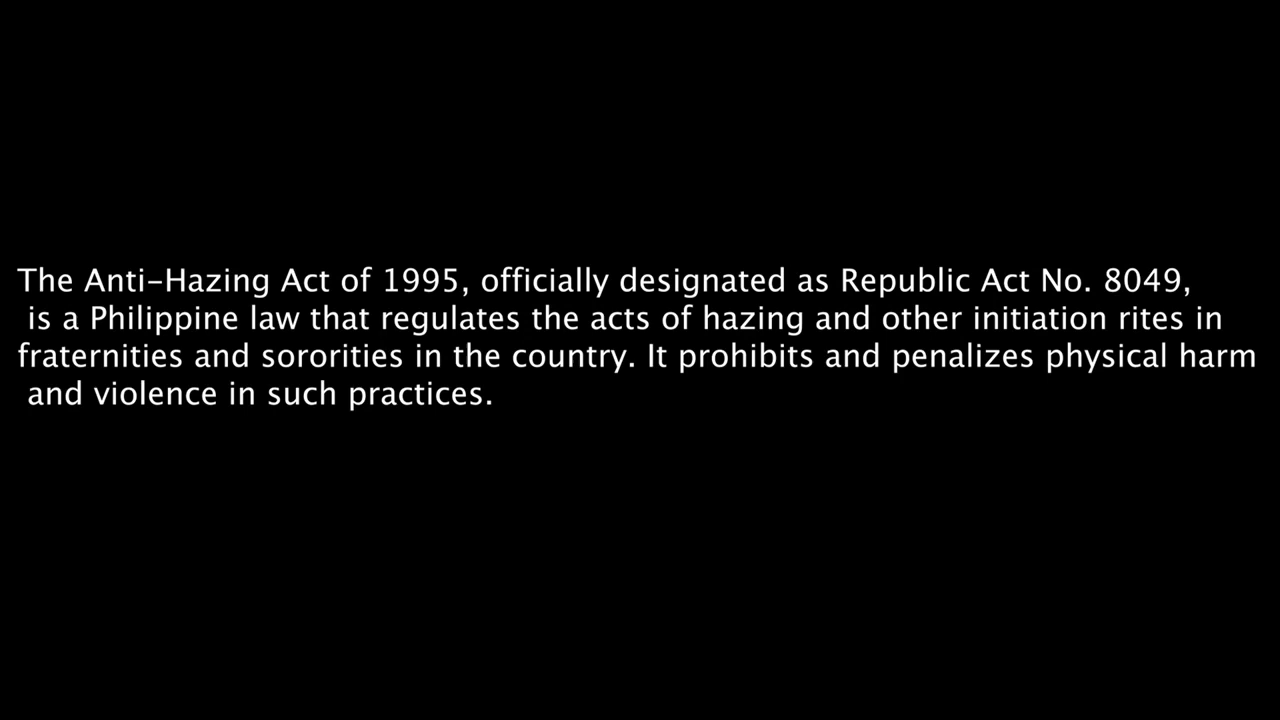 The Anti-Hazing Act of 1995, officially designated as Republic Act No. 8049,
is a Philippine law that regulates the acts of hazing and other initiation rites in
fraternities and sororities in the country. It prohibits and penalizes physical harm
and violence in such practices.